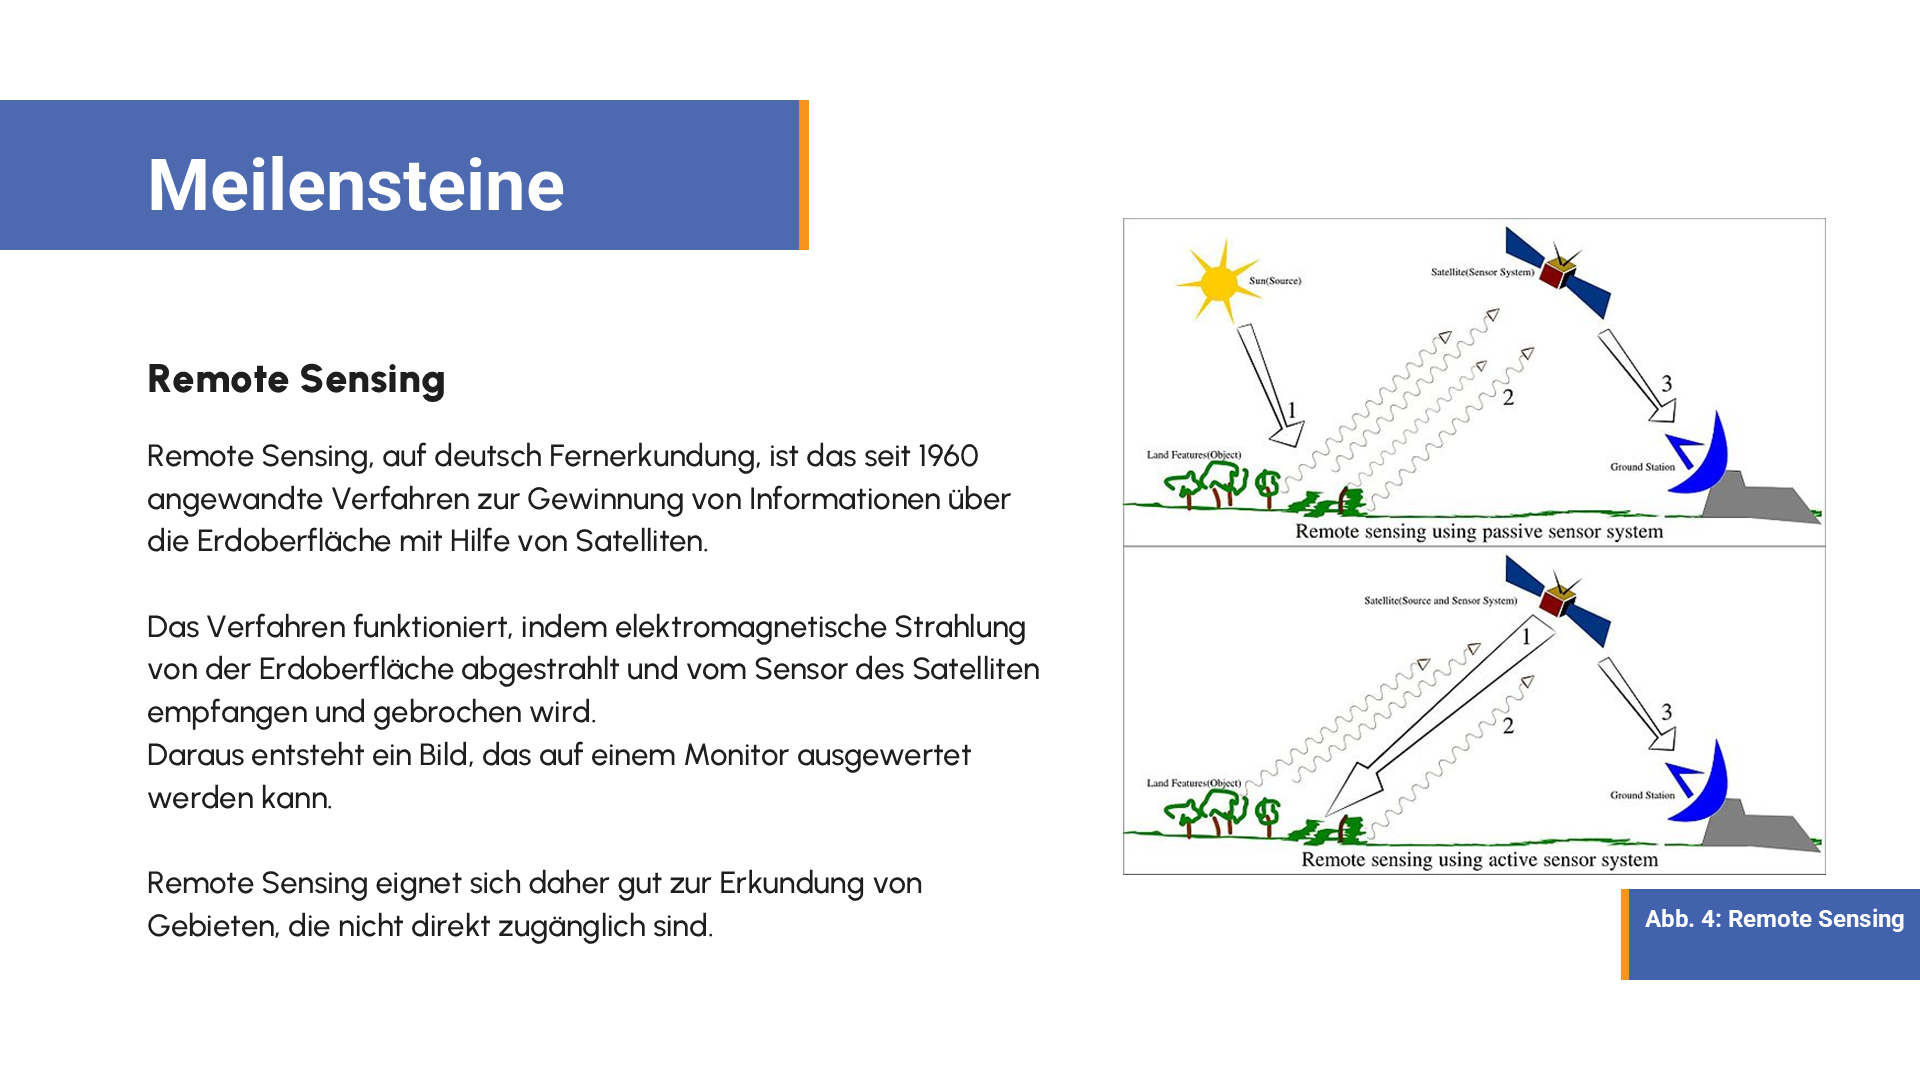 Meilensteine
Remote Sensing
Remote Sensing, auf deutsch Fernerkundung, ist das seit 1960
angewandte Verfahren zur Gewinnung von Informationen über
die Erdoberfläche mit Hilfe von Satelliten.
Das Verfahren funktioniert, indem elektromagnetische Strahlung
von der Erdoberfläche abgestrahlt und vom Sensor des Satelliten
empfangen und gebrochen wird.
Daraus entsteht ein Bild, das auf einem Monitor ausgewertet
werden kann.
Remote Sensing eignet sich daher gut zur Erkundung von
Gebieten, die nicht direkt zugänglich sind.
Sun(Source)
Satellite(Sensor System)
1
2
3
Land Features(Object)
Ground Station
Remote sensing using passive sensor system
Satellite(Source and Sensor System)
1
2
3
Land Features(Object)
Ground Station
Remote sensing using active sensor system
Abb. 4: Remote Sensing